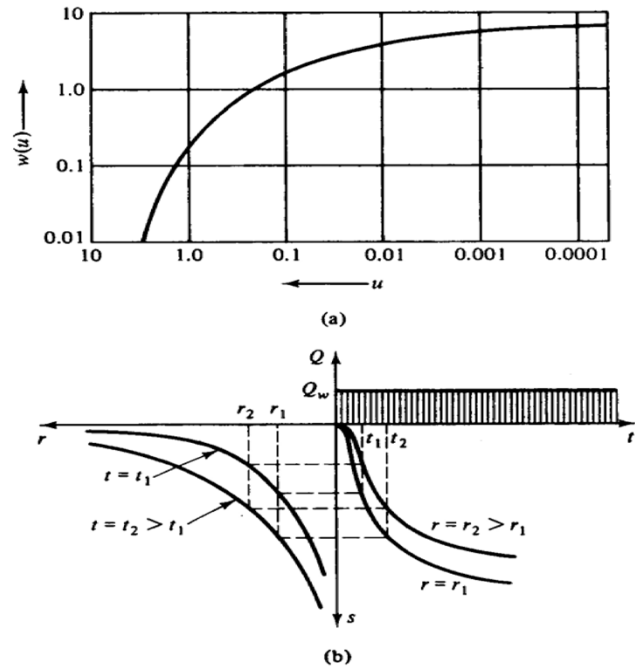 10
1.0
0.1
0.01
w(u)
10 1.0 0.1 0.01 0.001 0.0001
u
(a)
Q
Q_w
r_2 r_1
r
t_1 t_2
t
t = t_1
t = t_2 > t_1
r = r_2 > r_1
r = r_1
s
(b)